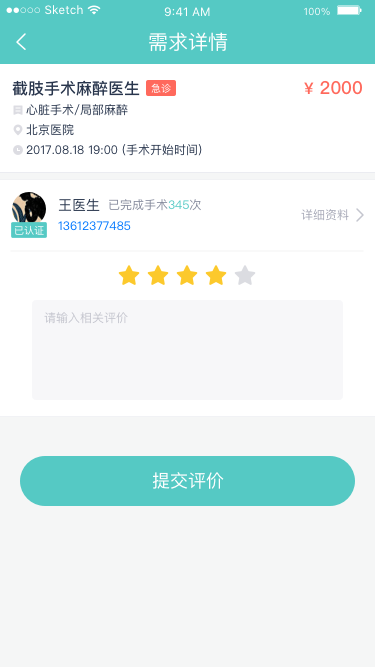 Sketch 9:41 AM 100%
需求详情
截肢手术麻醉医生 急诊 ¥ 2000
心脏手术/局部麻醉
北京医院
2017.08.18 19:00 (手术开始时间)
王医生 已完成手术345次
13612377485
已认证
详细资料
请输入相关评价
提交评价